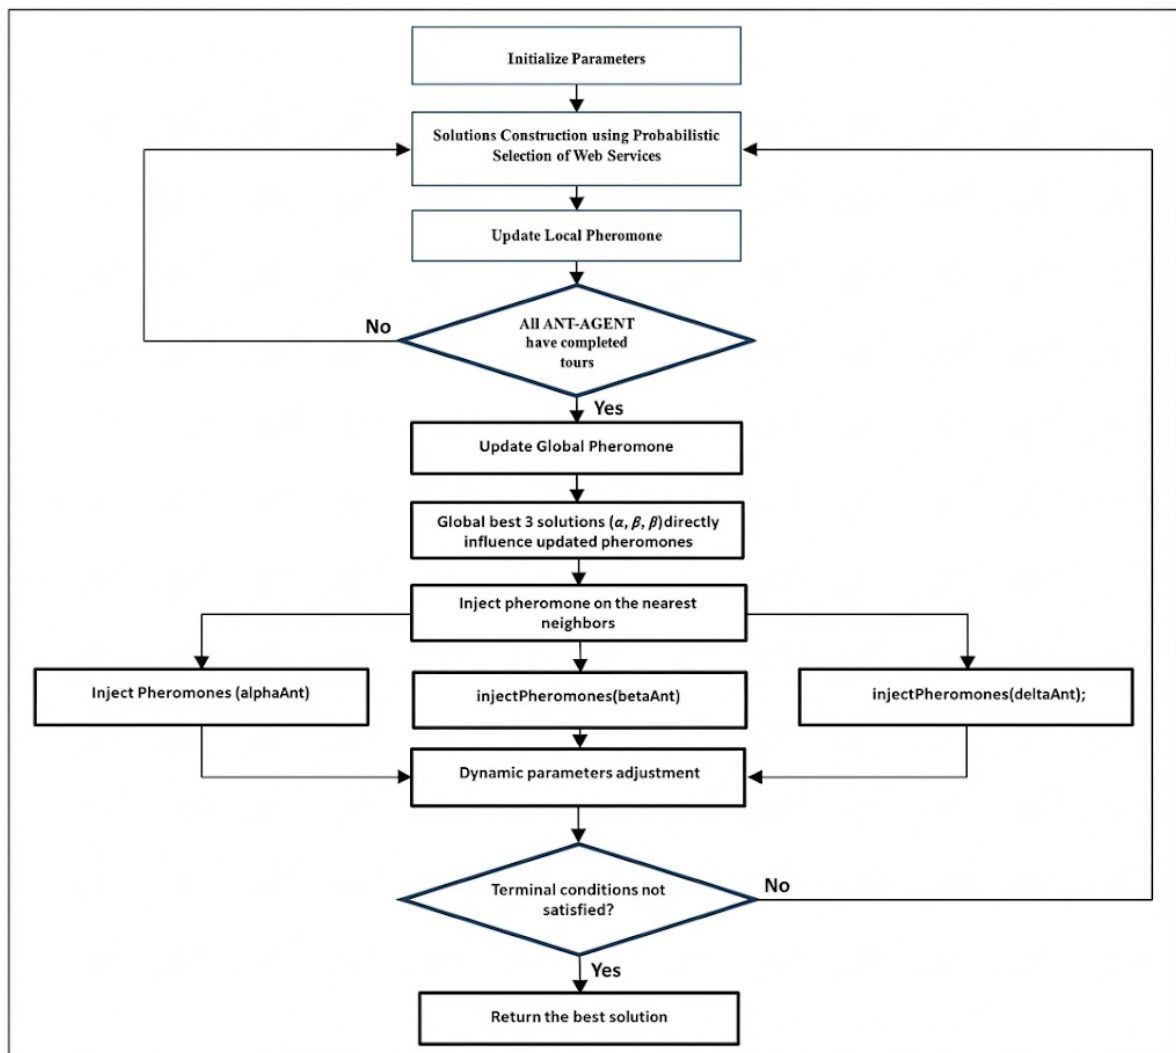 Initialize Parameters
Solutions Construction using Probabilistic
Selection of Web Services
Update Local Pheromone
All ANT-AGENT
have completed
tours
No
Yes
Update Global Pheromone
Global best 3 solutions (α, β, β)directly
influence updated pheromones
Inject pheromone on the nearest
neighbors
Inject Pheromones (alphaAnt)
injectPheromones(betaAnt)
injectPheromones(deltaAnt);
Dynamic parameters adjustment
Terminal conditions not
satisfied?
No
Yes
Return the best solution